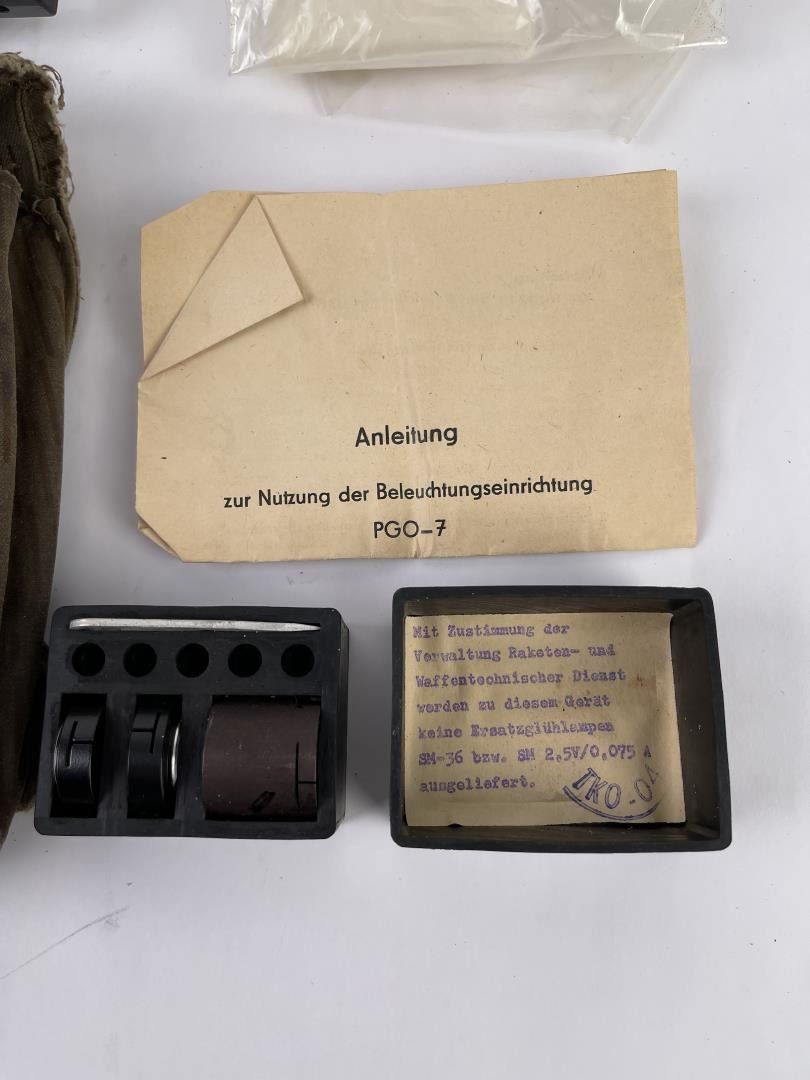 Anleitung
zur Nutzung der Beleuchtungseinrichtung
PGO-7
Mit Zustimmung der
Verwaltung Raketen- und
Waffentechnischer Dienst
werden zu diesem Gerät
keine Ersatzglühlampen
SM-36 bzw. SM 2,5V/0,075 A
ausgeliefert.
TKO-04